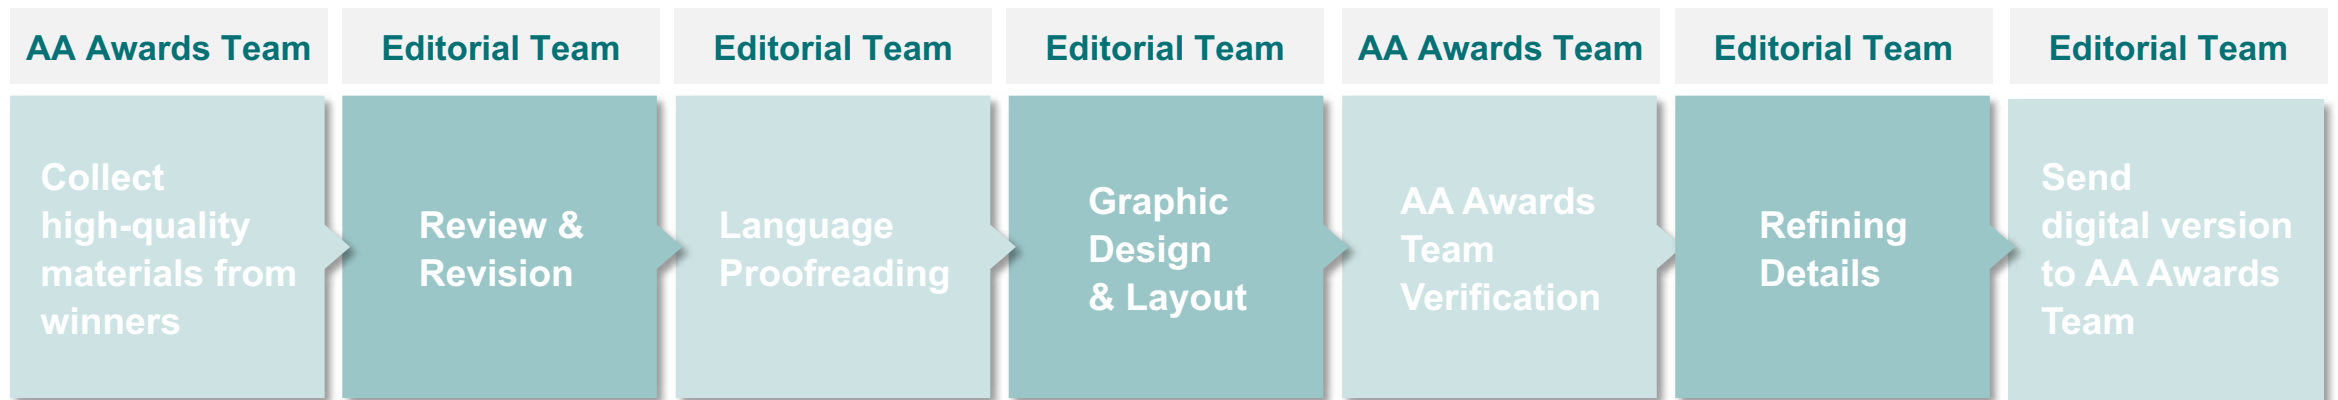 AA Awards Team
Editorial Team
Editorial Team
Editorial Team
AA Awards Team
Editorial Team
Editorial Team
Collect
high-quality
materials from
winners
Review &
Revision
Language
Proofreading
Graphic
Design
& Layout
AA Awards
Team
Verification
Refining
Details
Send
digital version
to AA Awards
Team